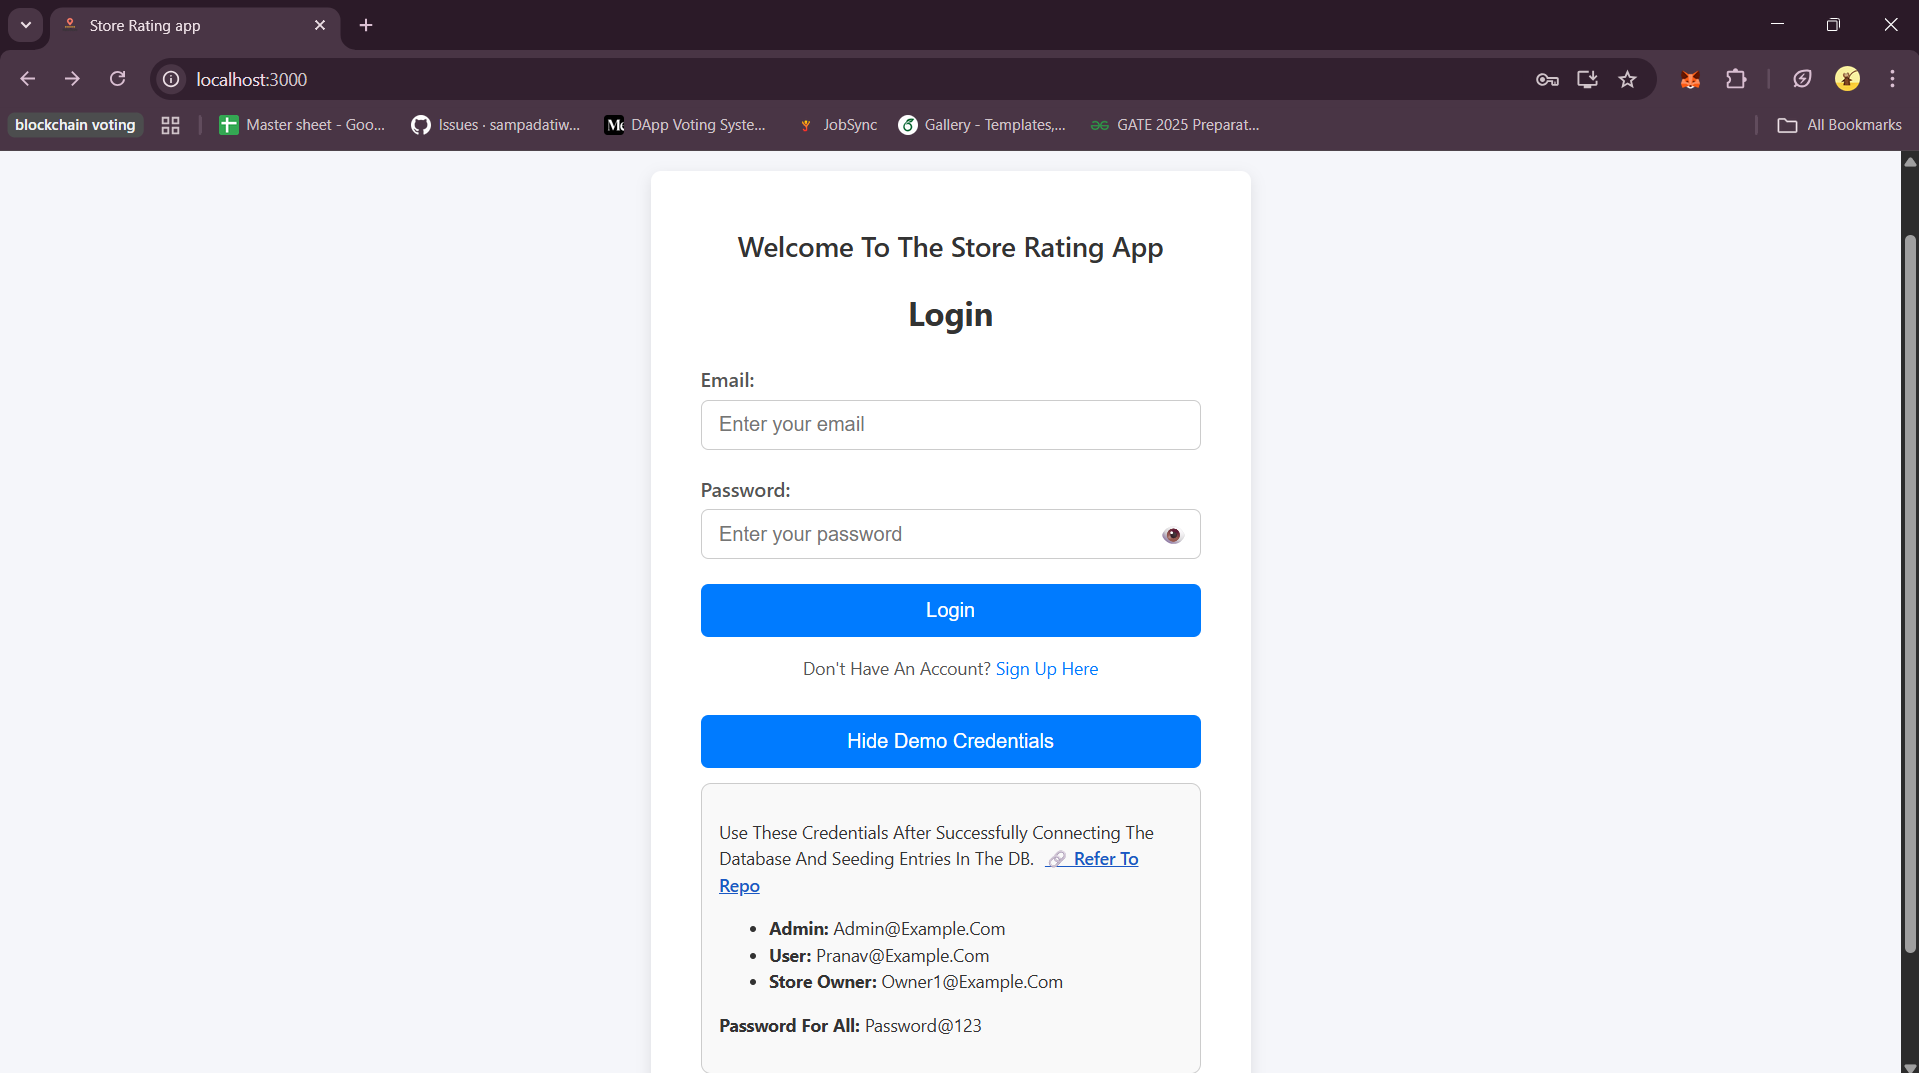 Store Rating app
localhost:3000
blockchain voting
Master sheet - Goo...
Issues · sampadatiw...
DApp Voting Syste...
JobSync
Gallery - Templates,...
GATE 2025 Preparat...
All Bookmarks
Welcome To The Store Rating App
Login
Email:
Enter your email
Password:
Enter your password
Login
Don't Have An Account? Sign Up Here
Hide Demo Credentials
Use These Credentials After Successfully Connecting The
Database And Seeding Entries In The DB. 🔗 Refer To
Repo
• Admin: Admin@Example.Com
• User: Pranav@Example.Com
• Store Owner: Owner1@Example.Com
Password For All: Password@123